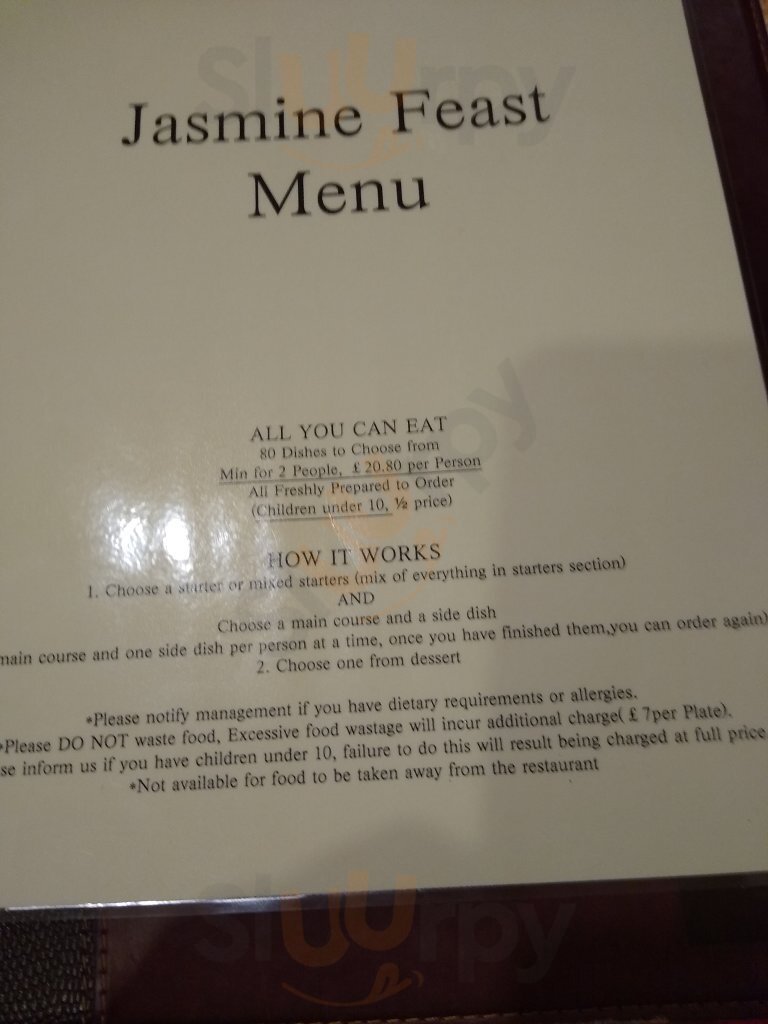 Jasmine Feast
Menu
ALL YOU CAN EAT
80 Dishes to Choose from
Min for 2 People, £20.80 per Person
All Freshly Prepared to Order
(Children under 10, ½ price)
HOW IT WORKS
1. Choose a starter or mixed starters (mix of everything in starters section)
AND
Choose a main course and a side dish
main course and one side dish per person at a time, once you have finished them,you can order again)
2. Choose one from dessert
*Please notify management if you have dietary requirements or allergies.
*Please DO NOT waste food, Excessive food wastage will incur additional charge(£7per Plate).
se inform us if you have children under 10, failure to do this will result being charged at full price
*Not available for food to be taken away from the restaurant
Sluurpy
Sluurpy
Sluurpy